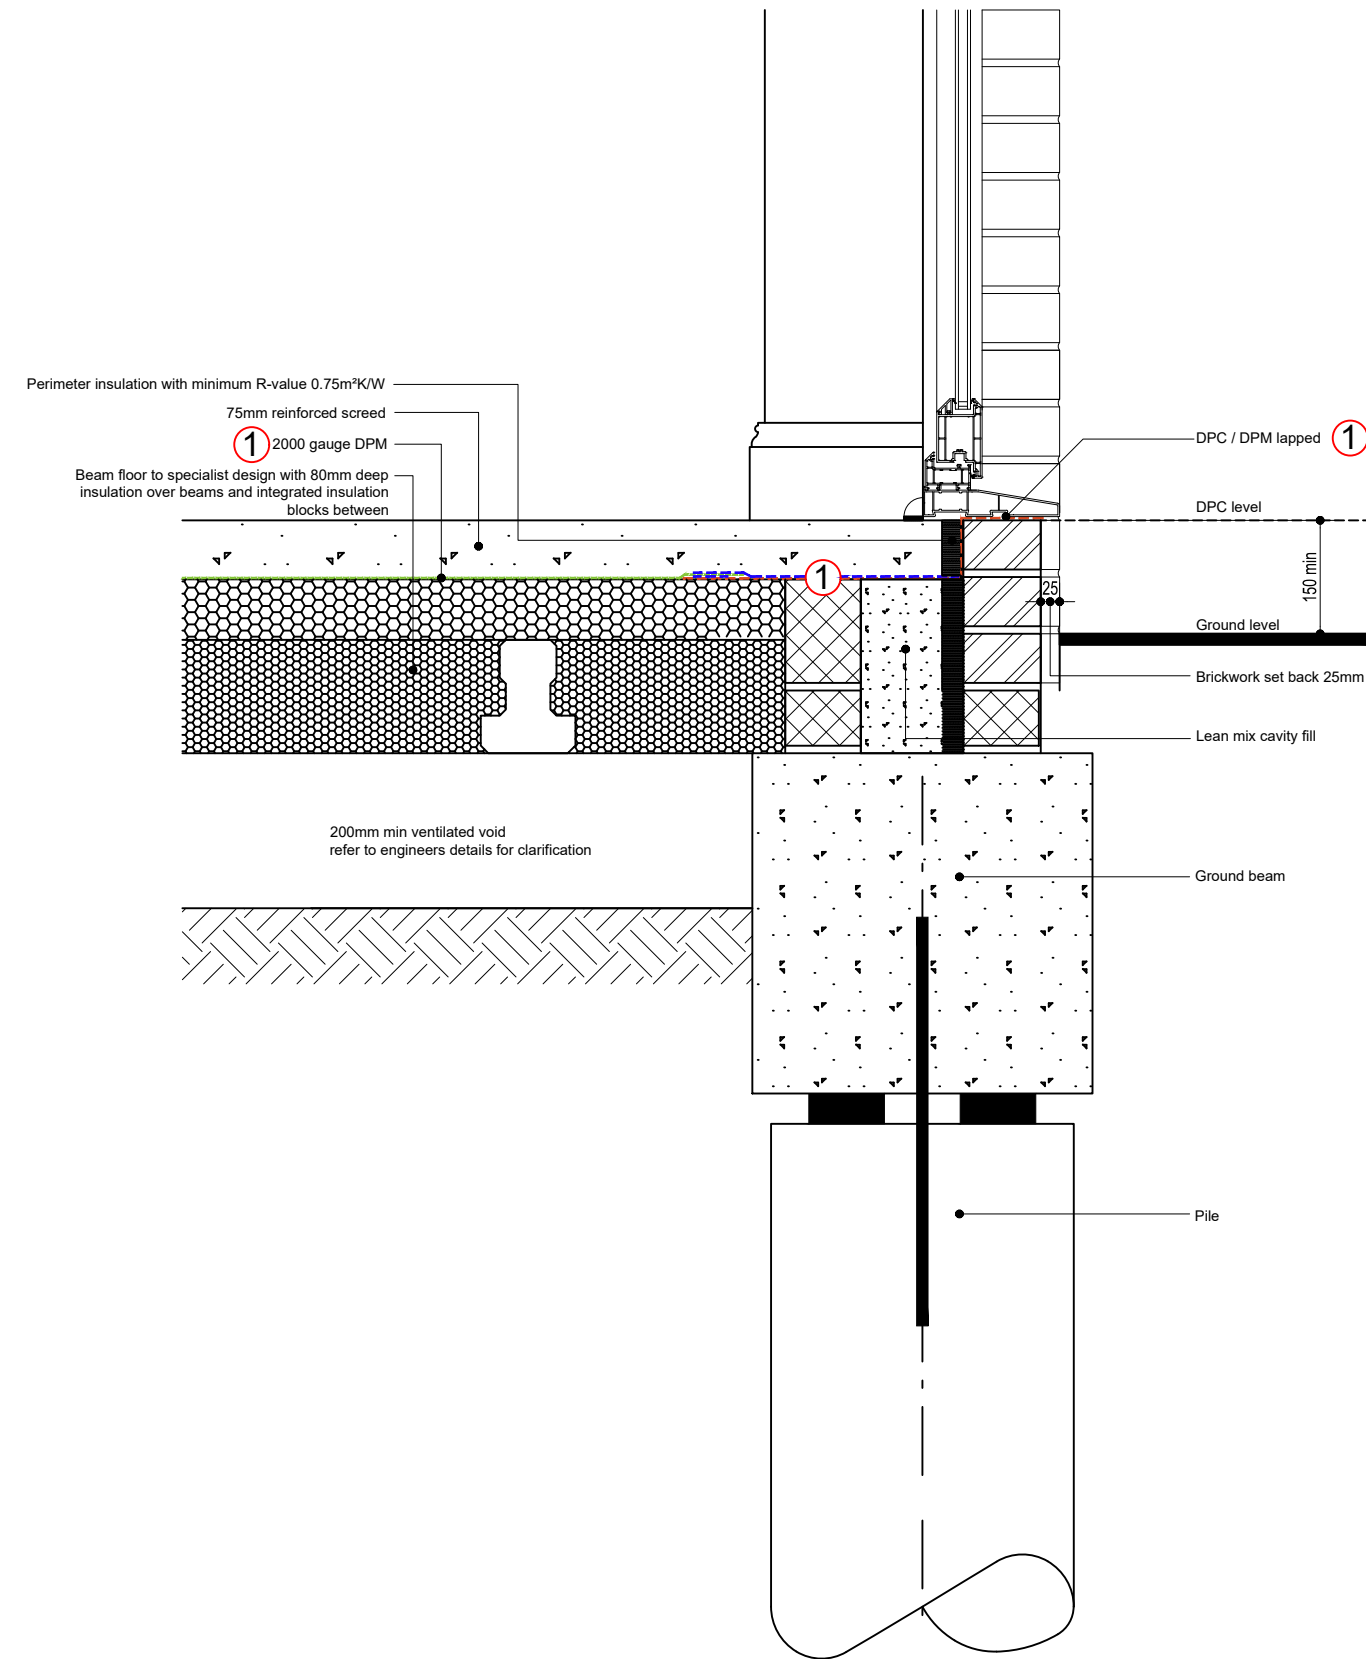 Perimeter insulation with minimum R-value 0.75m²K/W
75mm reinforced screed
1 2000 gauge DPM
Beam floor to specialist design with 80mm deep
insulation over beams and integrated insulation
blocks between
DPC / DPM lapped 1
DPC level
150 min
1
25
Ground level
Brickwork set back 25mm
Lean mix cavity fill
200mm min ventilated void
refer to engineers details for clarification
Ground beam
Pile